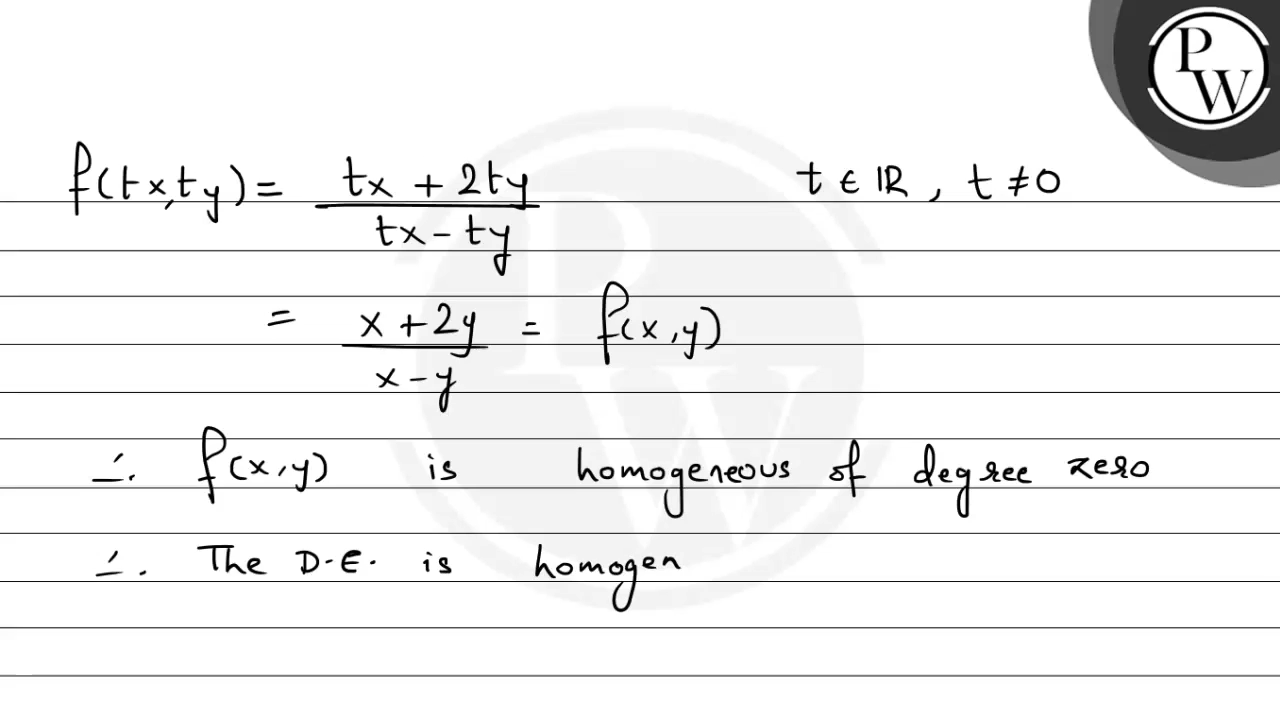 PW
f(tx,ty) = (tx + 2ty)/(tx - ty) t ∈ ℝ, t ≠ 0
= (x + 2y)/(x - y) = f(x,y)
∴ f(x,y) is homogeneous of degree zero
∴ The D.E. is homogen